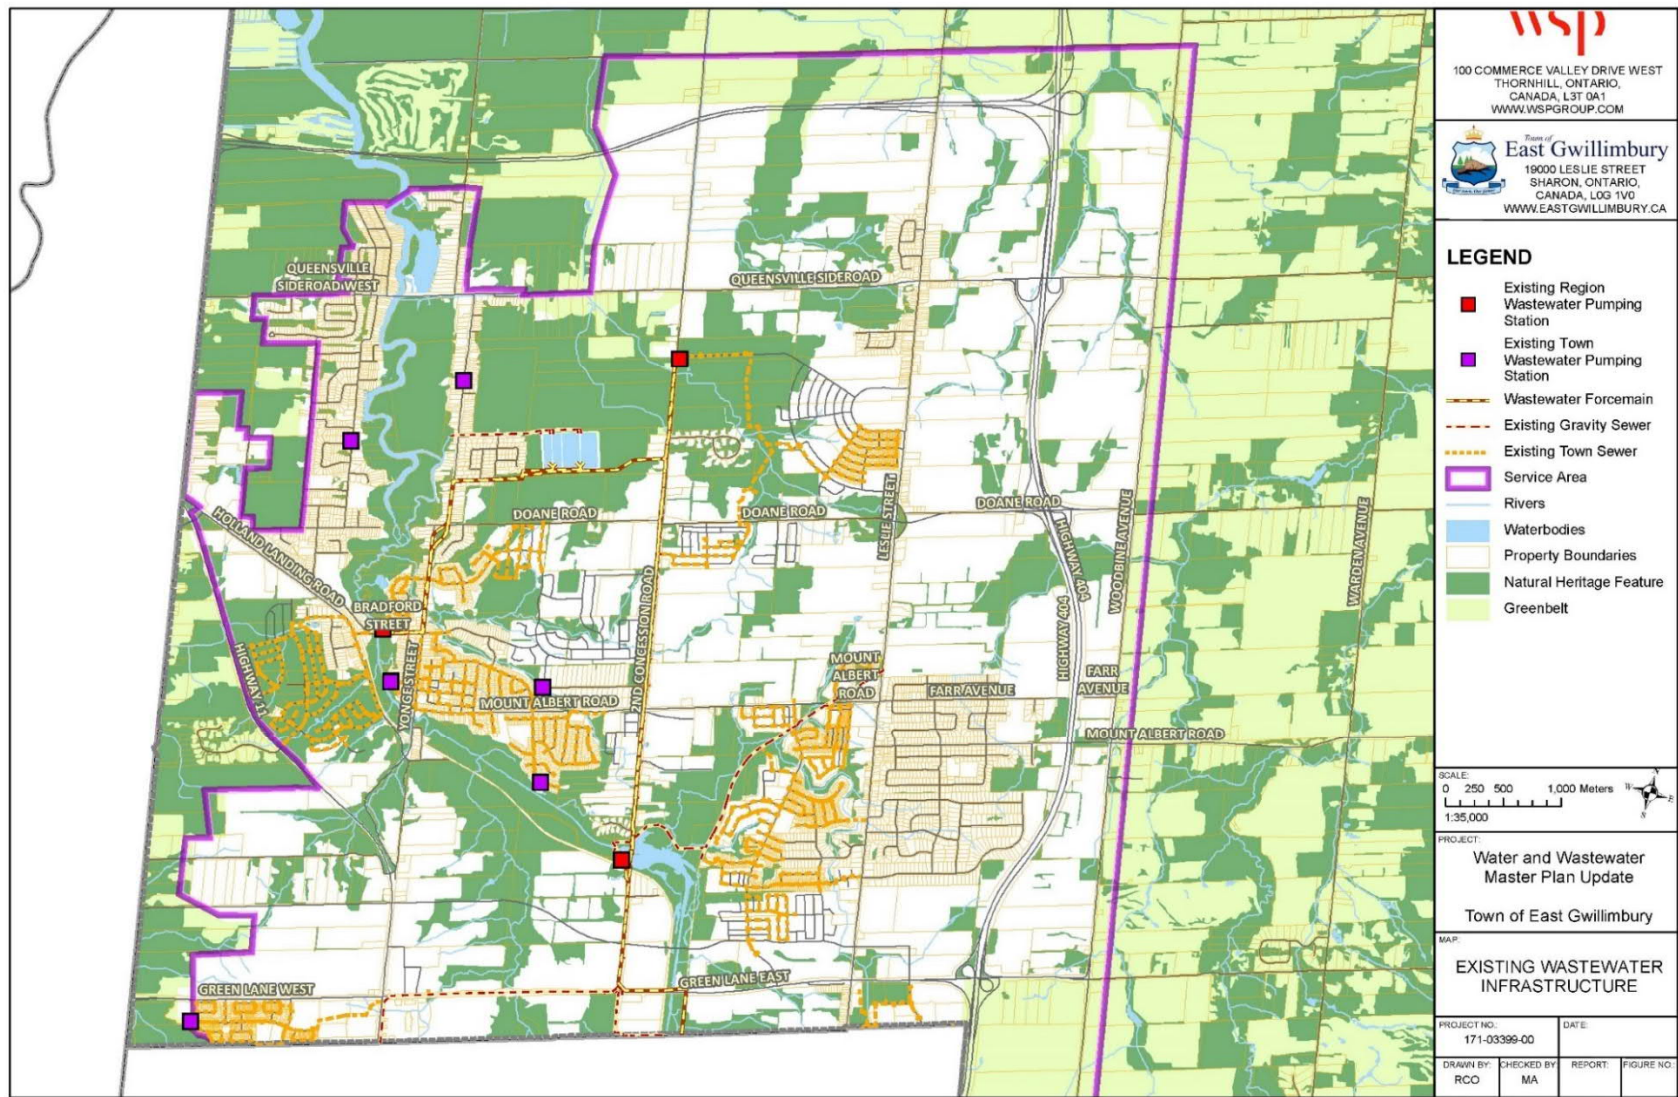 QUEENSVILLE
SIDEROAD WEST
QUEENSVILLE SIDEROAD
DOANE ROAD
DOANE ROAD
DOANE ROAD
LESLIE STREET
HIGHWAY 404
WOODBINE AVENUE
WARDEN AVENUE
HOLLAND LANDING ROAD
BRADFORD
STREET
HIGHWAY 11
YONGE STREET
2ND CONCESSION ROAD
MOUNT ALBERT ROAD
MOUNT
ALBERT
ROAD
FARR AVENUE
HIGHWAY 404
FARR
AVENUE
MOUNT ALBERT ROAD
GREEN LANE WEST
GREEN LANE EAST
wsp
100 COMMERCE VALLEY DRIVE WEST
THORNHILL, ONTARIO,
CANADA, L3T 0A1
WWW.WSPGROUP.COM
Town of
East Gwillimbury
19000 LESLIE STREET
SHARON, ONTARIO,
CANADA, L0G 1V0
WWW.EASTGWILLIMBURY.CA
LEGEND
Existing Region
Wastewater Pumping
Station
Existing Town
Wastewater Pumping
Station
Wastewater Forcemain
Existing Gravity Sewer
Existing Town Sewer
Service Area
Rivers
Waterbodies
Property Boundaries
Natural Heritage Feature
Greenbelt
SCALE:
0 250 500 1,000 Meters
1:35,000
N
W E
S
PROJECT:
Water and Wastewater
Master Plan Update
Town of East Gwillimbury
MAP:
EXISTING WASTEWATER
INFRASTRUCTURE
PROJECT NO.: DATE:
171-03399-00
DRAWN BY: CHECKED BY: REPORT: FIGURE NO.:
RCO MA